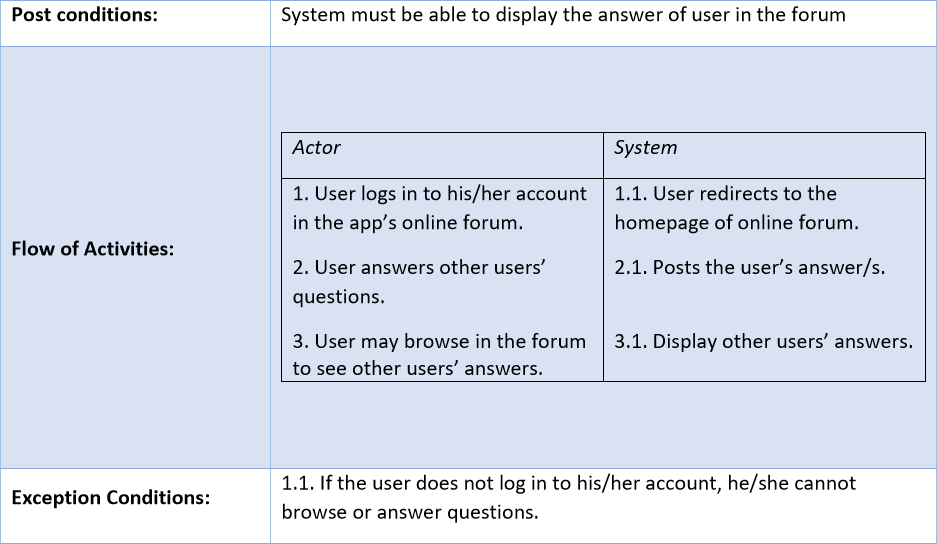 Post conditions:
System must be able to display the answer of user in the forum
Flow of Activities:
Actor
System
1. User logs in to his/her account
in the app’s online forum.
1.1. User redirects to the
homepage of online forum.
2. User answers other users’
questions.
2.1. Posts the user’s answer/s.
3. User may browse in the forum
to see other users’ answers.
3.1. Display other users’ answers.
Exception Conditions:
1.1. If the user does not log in to his/her account, he/she cannot
browse or answer questions.